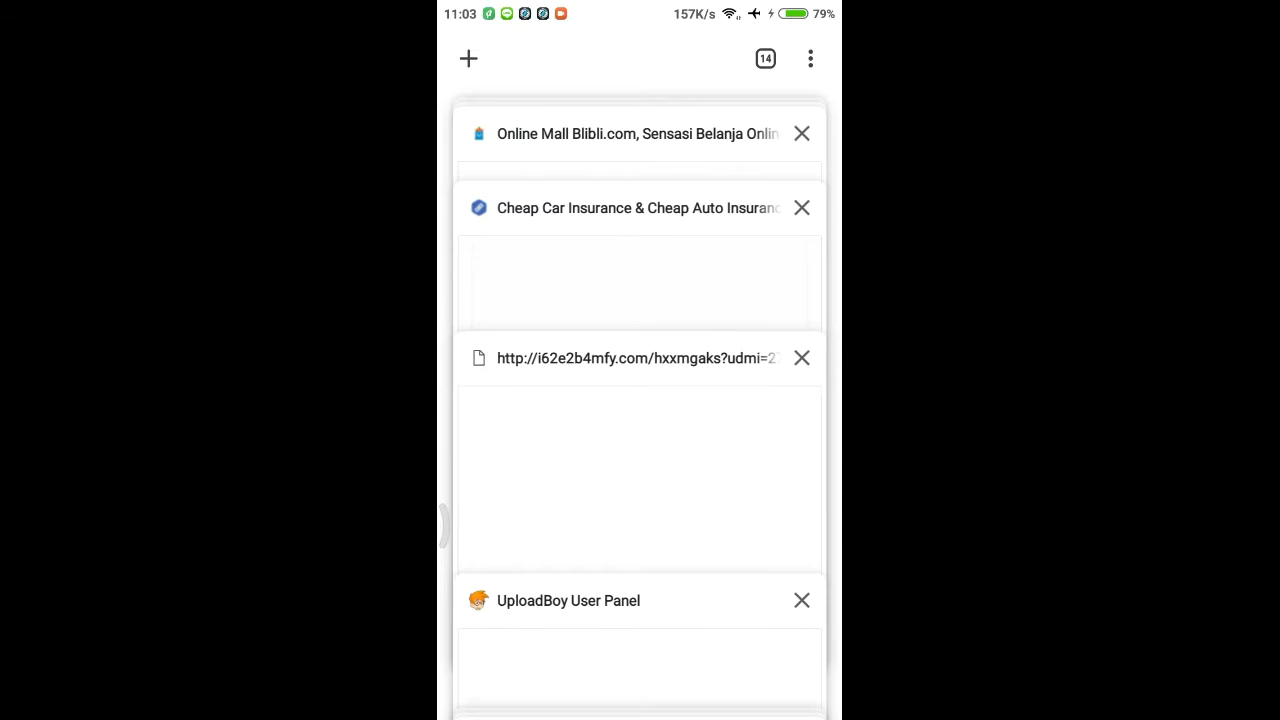 11:03 157K/s 79%
14
Online Mall Blibli.com, Sensasi Belanja Onlin
Cheap Car Insurance & Cheap Auto Insuranc
http://i62e2b4mfy.com/hxxmgaks?udmi=2
UploadBoy User Panel